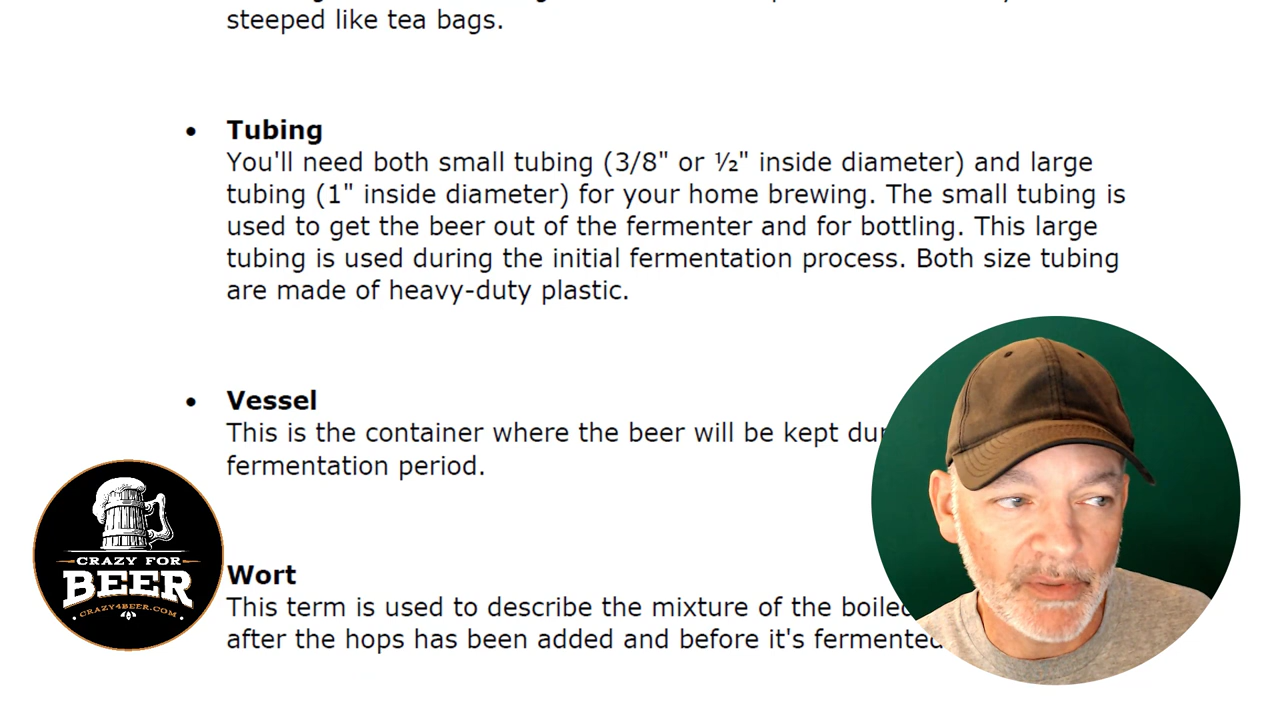 steeped like tea bags.
• Tubing
You'll need both small tubing (3/8" or ½" inside diameter) and large
tubing (1" inside diameter) for your home brewing. The small tubing is
used to get the beer out of the fermenter and for bottling. This large
tubing is used during the initial fermentation process. Both size tubing
are made of heavy-duty plastic.
• Vessel
This is the container where the beer will be kept
fermentation period.
Wort
This term is used to describe the mixture of the boiled
after the hops has been added and before it's fermented
CRAZY FOR
BEER
CRAZY4BEER.COM